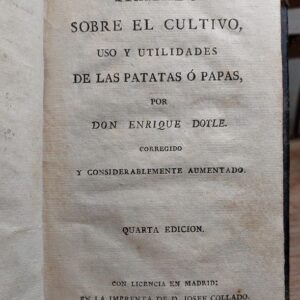 SOBRE EL CULTIVO,
USO Y UTILIDADES
DE LAS PATATAS Ó PAPAS,
POR
DON ENRIQUE DOYLE.
CORREGIDO
Y CONSIDERABLEMENTE AUMENTADO.
QUARTA EDICION.
CON LICENCIA EN MADRID:
EN LA IMPRENTA DE D. JOSEF COLLADO.